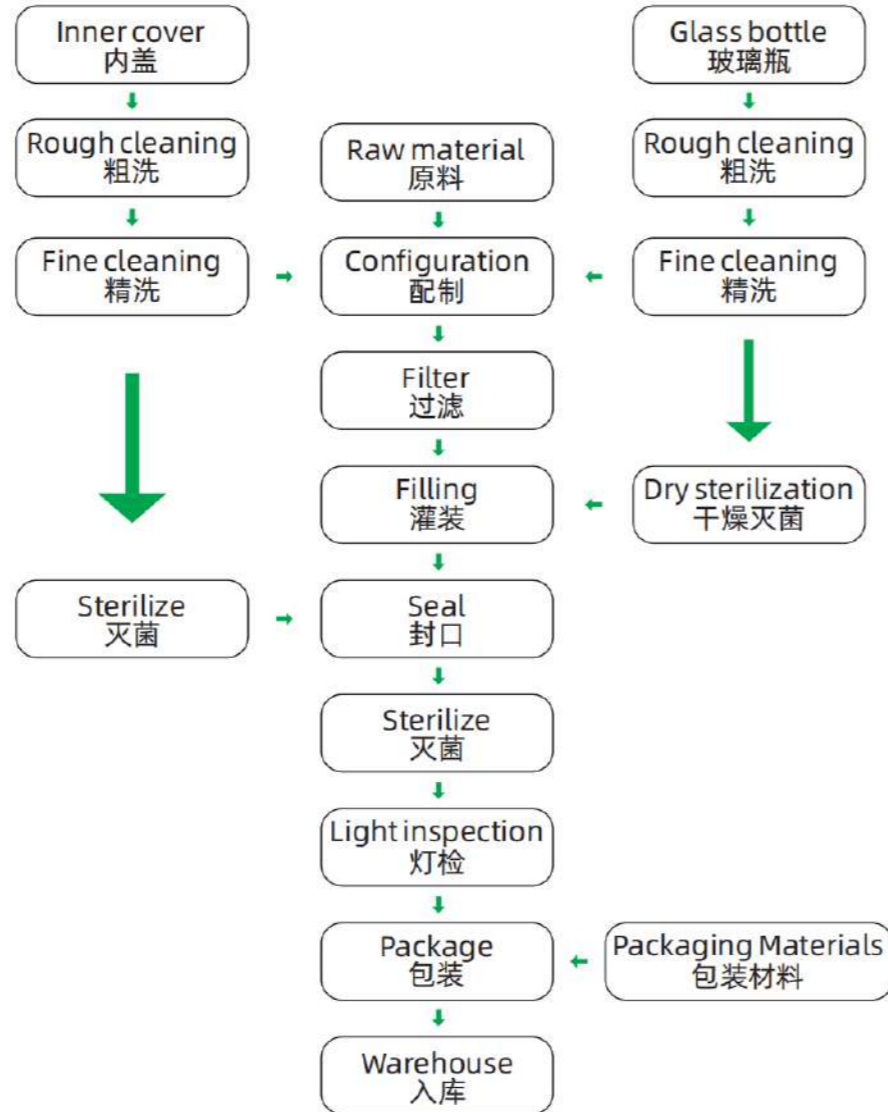 Inner cover
内盖
Glass bottle
玻璃瓶
Rough cleaning
粗洗
Raw material
原料
Rough cleaning
粗洗
Fine cleaning
精洗
Configuration
配制
Fine cleaning
精洗
Filter
过滤
Filling
灌装
Dry sterilization
干燥灭菌
Sterilize
灭菌
Seal
封口
Sterilize
灭菌
Light inspection
灯检
Package
包装
Packaging Materials
包装材料
Warehouse
入库